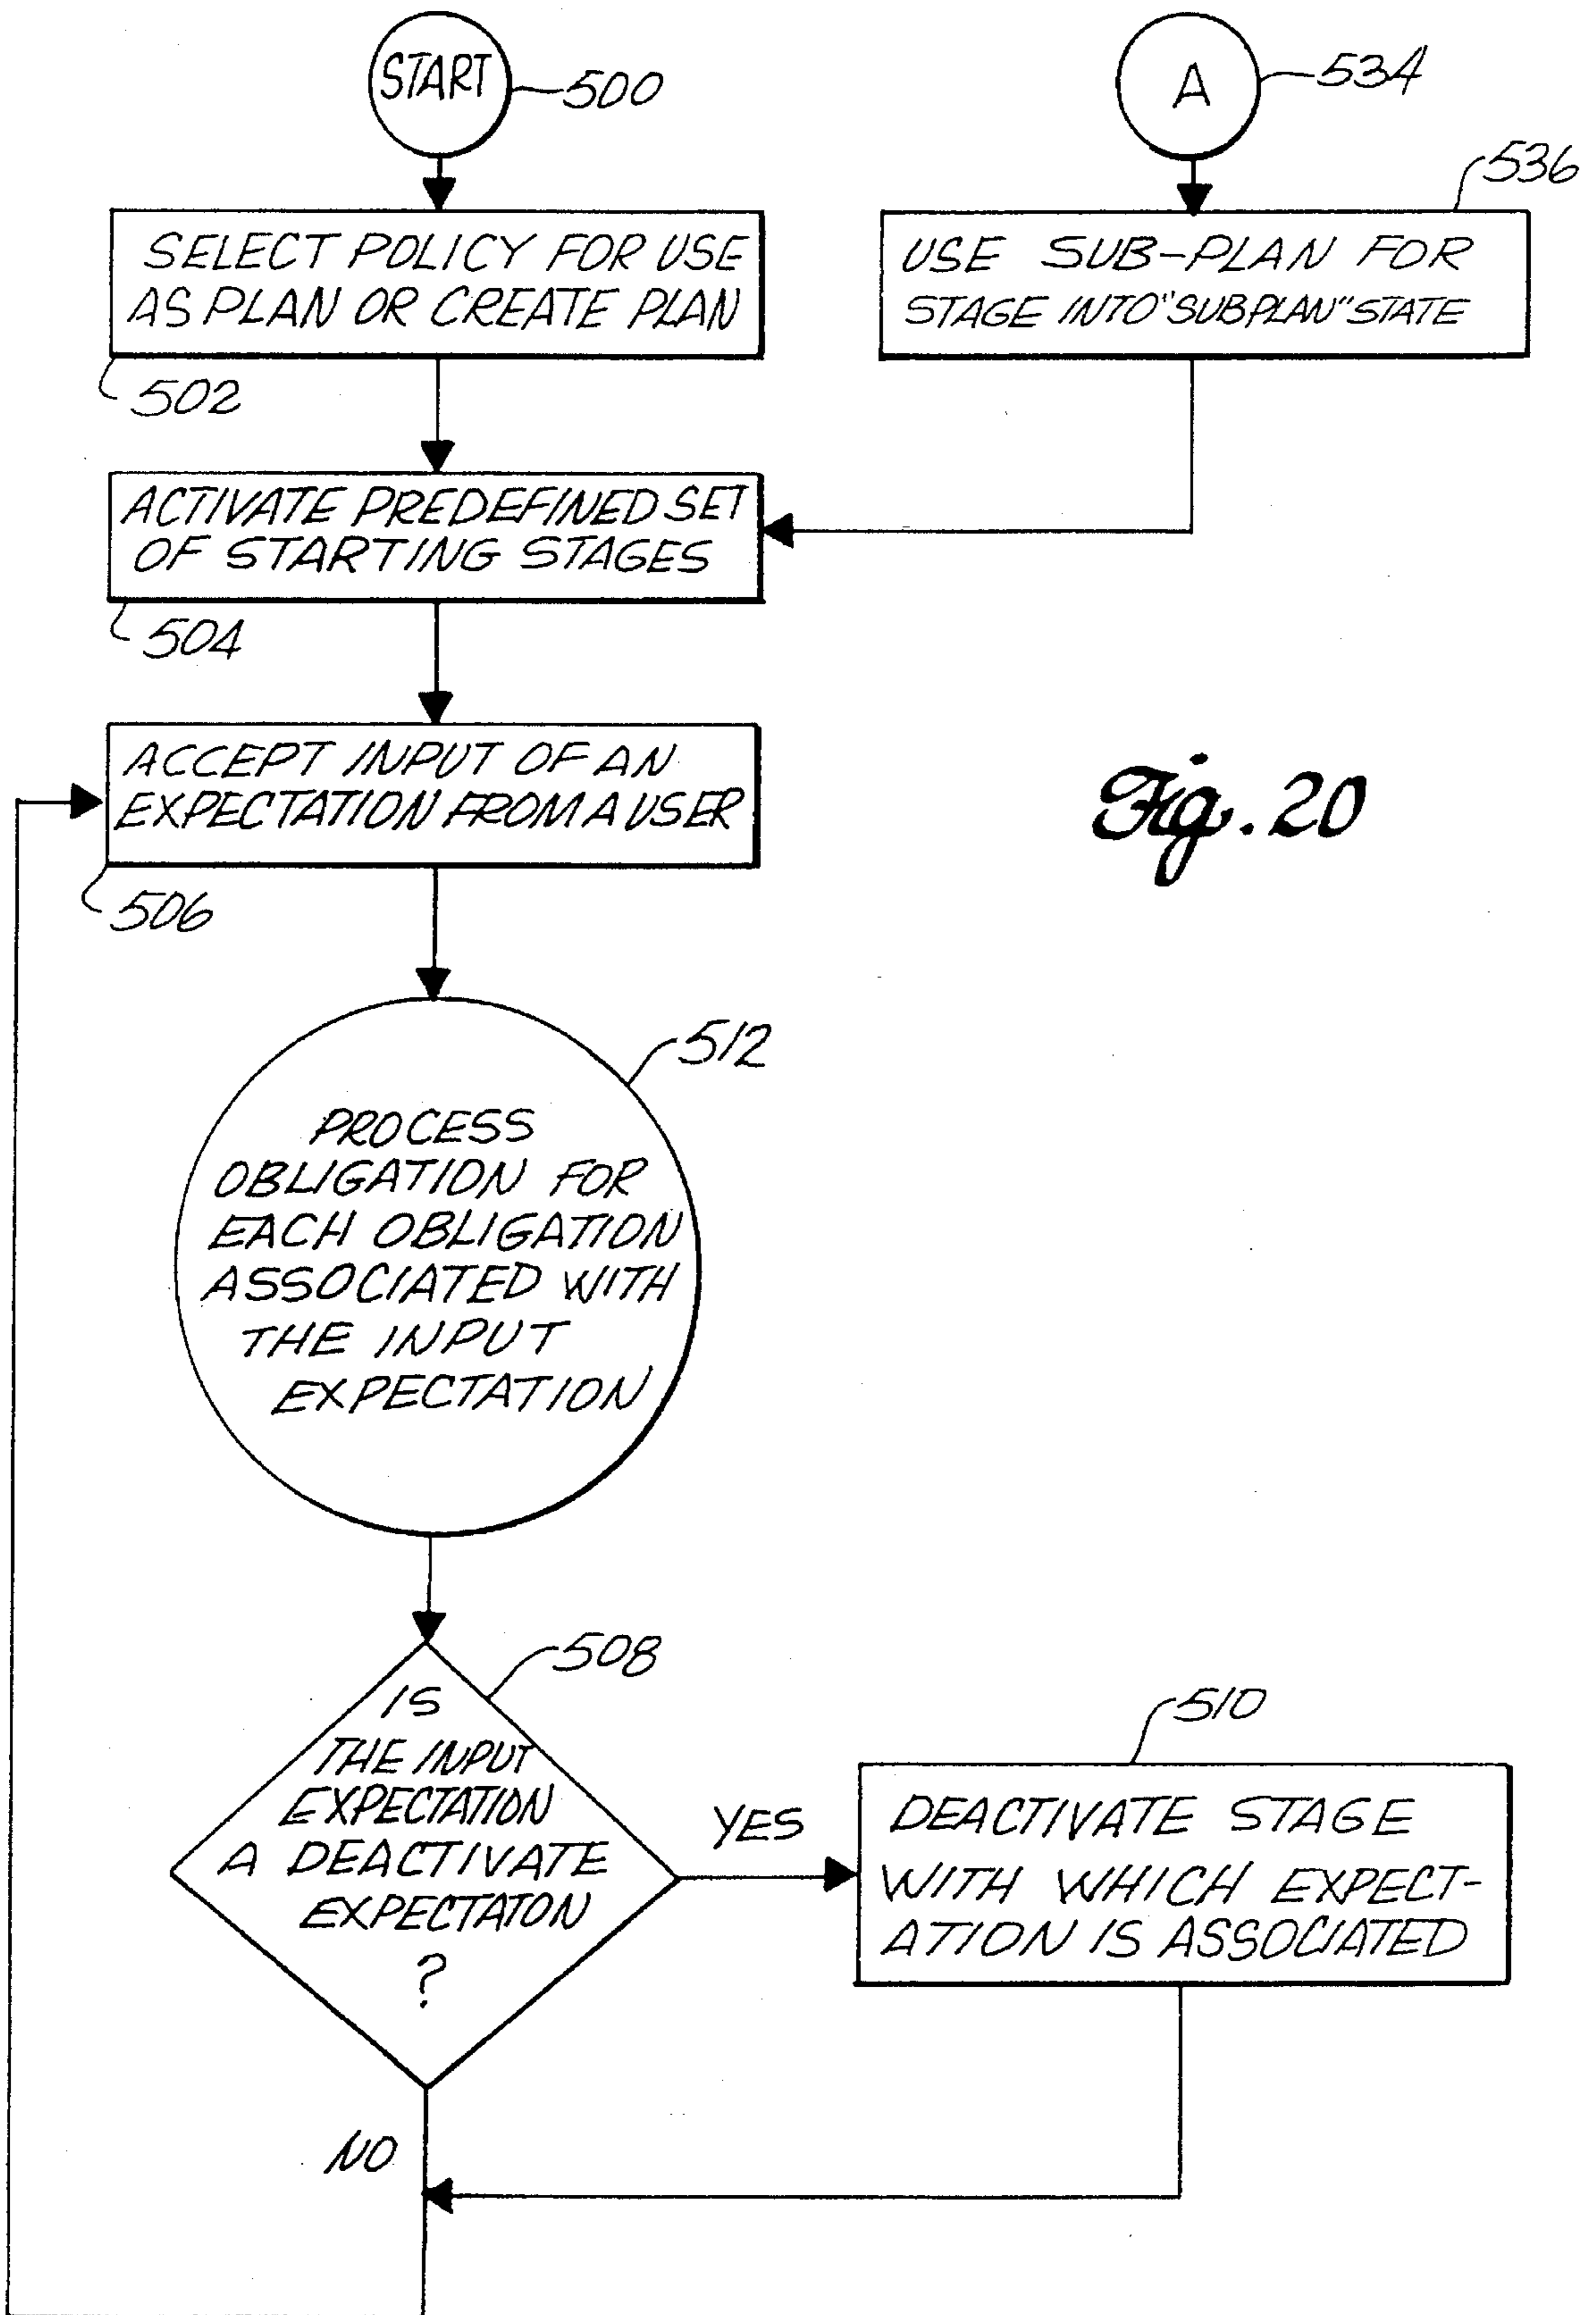 START
500
SELECT POLICY FOR USE
AS PLAN OR CREATE PLAN
502
A
534
536
USE SUB-PLAN FOR
STAGE INTO "SUBPLAN" STATE
ACTIVATE PREDEFINED SET
OF STARTING STAGES
504
ACCEPT INPUT OF AN
EXPECTATION FROM A USER
506
Fig. 20
512
PROCESS
OBLIGATION FOR
EACH OBLIGATION
ASSOCIATED WITH
THE INPUT
EXPECTATION
508
IS
THE INPUT
EXPECTATION
A DEACTIVATE
EXPECTATON
?
YES
510
DEACTIVATE STAGE
WITH WHICH EXPECT-
ATION IS ASSOCIATED
NO